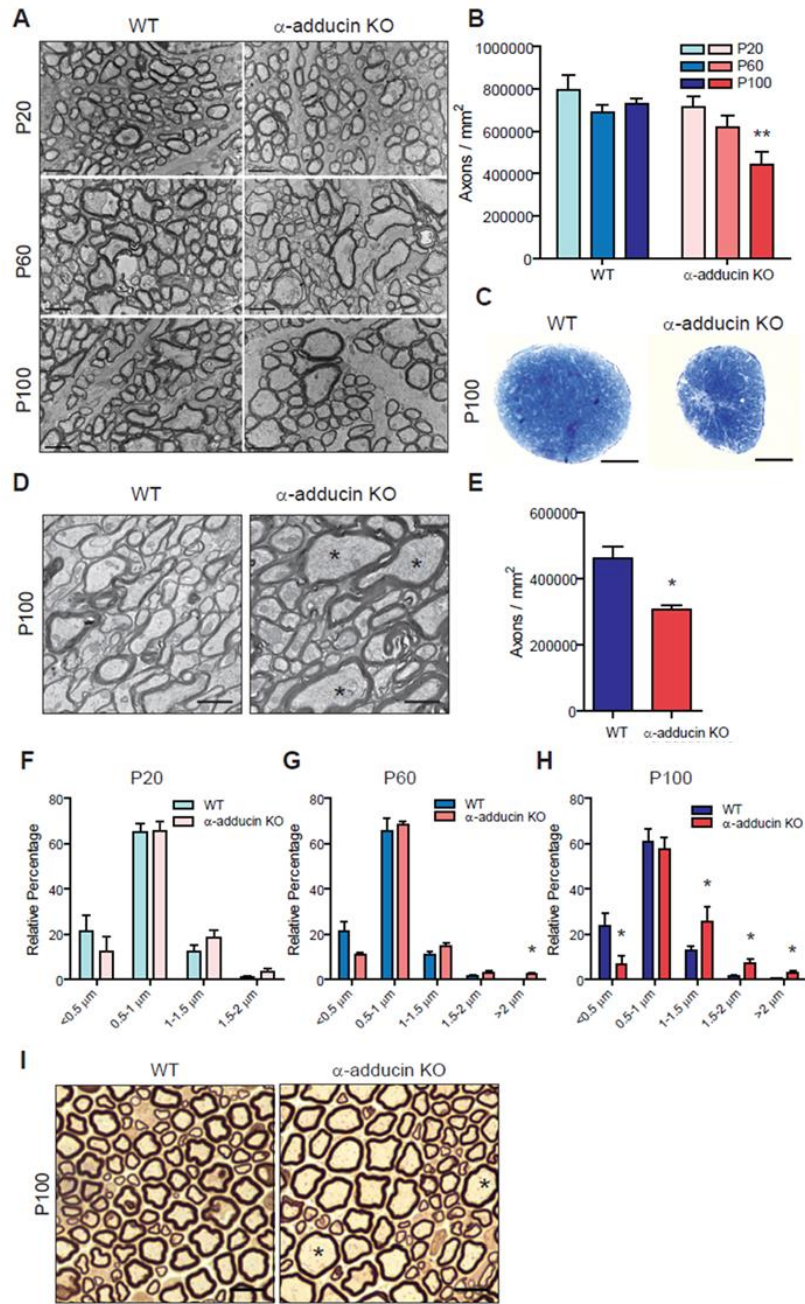 A
WT
α-adducin KO
P20
P60
P100
B
1000000
800000
600000
400000
200000
0
Axons / mm²
P20
P60
P100
**
WT
α-adducin KO
C
WT
α-adducin KO
P100
D
WT
α-adducin KO
P100
*
*
*
E
600000
400000
200000
0
Axons / mm²
*
WT
α-adducin KO
F
P20
80
60
40
20
0
Relative Percentage
WT
α-adducin KO
<0.5 μm
0.5-1 μm
1-1.5 μm
1.5-2 μm
G
P60
80
60
40
20
0
Relative Percentage
WT
α-adducin KO
*
<0.5 μm
0.5-1 μm
1-1.5 μm
1.5-2 μm
>2 μm
H
P100
80
60
40
20
0
Relative Percentage
WT
α-adducin KO
*
*
*
*
<0.5 μm
0.5-1 μm
1-1.5 μm
1.5-2 μm
>2 μm
I
WT
α-adducin KO
P100
*
*